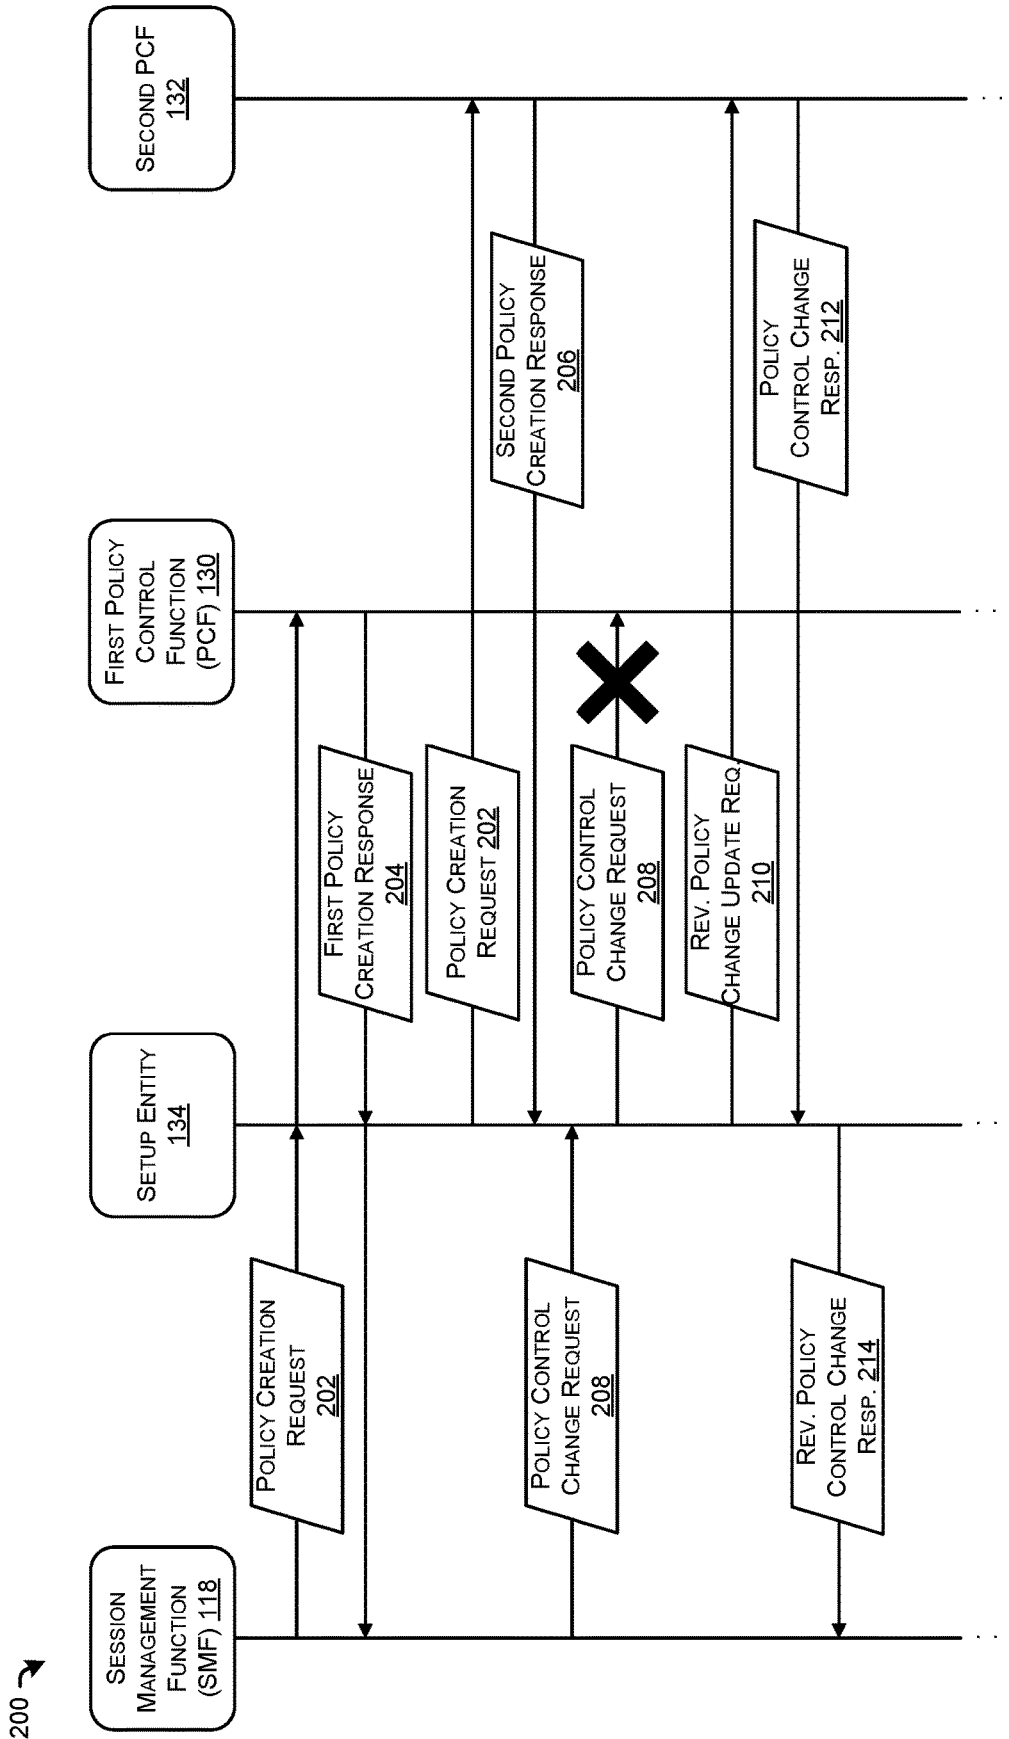 200
SESSION
MANAGEMENT
FUNCTION
(SMF) 118
SETUP ENTITY
134
FIRST POLICY
CONTROL
FUNCTION
(PCF) 130
SECOND PCF
132
POLICY CREATION
REQUEST
202
FIRST POLICY
CREATION RESPONSE
204
POLICY CREATION
REQUEST 202
SECOND POLICY
CREATION RESPONSE
206
POLICY CONTROL
CHANGE REQUEST
208
POLICY CONTROL
CHANGE REQUEST
208
REV. POLICY
CHANGE UPDATE REQ.
210
POLICY
CONTROL CHANGE
RESP. 212
REV. POLICY
CONTROL CHANGE
RESP. 214